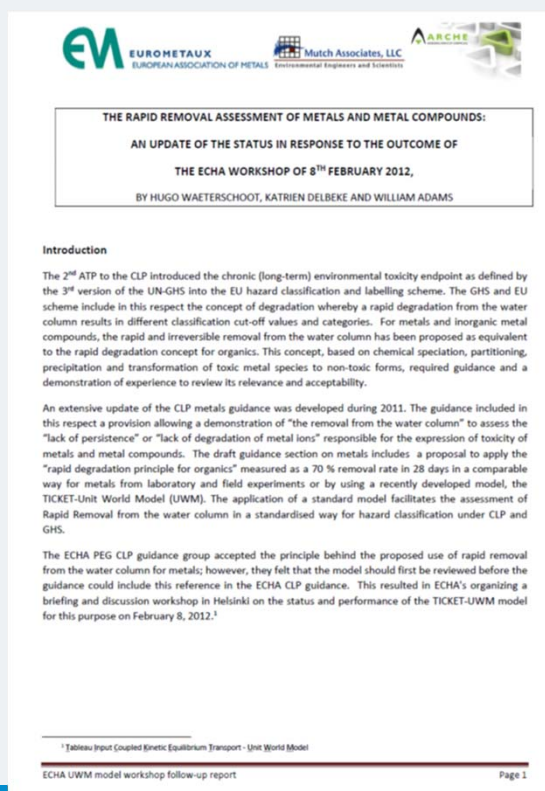 EUROMETAUX
EUROPEAN ASSOCIATION OF METALS
Mutch Associates, LLC
Environmental Engineers and Scientists
ARCHE
THE RAPID REMOVAL ASSESSMENT OF METALS AND METAL COMPOUNDS:
AN UPDATE OF THE STATUS IN RESPONSE TO THE OUTCOME OF
THE ECHA WORKSHOP OF 8TH FEBRUARY 2012,
BY HUGO WAETERSCHOOT, KATRIEN DELBEKE AND WILLIAM ADAMS
Introduction
The 2nd ATP to the CLP introduced the chronic (long-term) environmental toxicity endpoint as defined by
the 3rd version of the UN-GHS into the EU hazard classification and labelling scheme. The GHS and EU
scheme include in this respect the concept of degradation whereby a rapid degradation from the water
column results in different classification cut-off values and categories. For metals and inorganic metal
compounds, the rapid and irreversible removal from the water column has been proposed as equivalent
to the rapid degradation concept for organics. This concept, based on chemical speciation, partitioning,
precipitation and transformation of toxic metal species to non-toxic forms, required guidance and a
demonstration of experience to review its relevance and acceptability.
An extensive update of the CLP metals guidance was developed during 2011. The guidance included in
this respect a provision allowing a demonstration of "the removal from the water column" to assess the
"lack of persistence" or "lack of degradation of metal ions" responsible for the expression of toxicity of
metals and metal compounds. The draft guidance section on metals includes a proposal to apply the
"rapid degradation principle for organics" measured as a 70 % removal rate in 28 days in a comparable
way for metals from laboratory and field experiments or by using a recently developed model, the
TICKET-Unit World Model (UWM). The application of a standard model facilitates the assessment of
Rapid Removal from the water column in a standardised way for hazard classification under CLP and
GHS.
The ECHA PEG CLP guidance group accepted the principle behind the proposed use of rapid removal
from the water column for metals; however, they felt that the model should first be reviewed before the
guidance could include this reference in the ECHA CLP guidance. This resulted in ECHA's organizing a
briefing and discussion workshop in Helsinki on the status and performance of the TICKET-UWM model
for this purpose on February 8, 2012.1
1 Tableau Input Coupled Kinetic Equilibrium Transport - Unit World Model
ECHA UWM model workshop follow-up report
Page 1